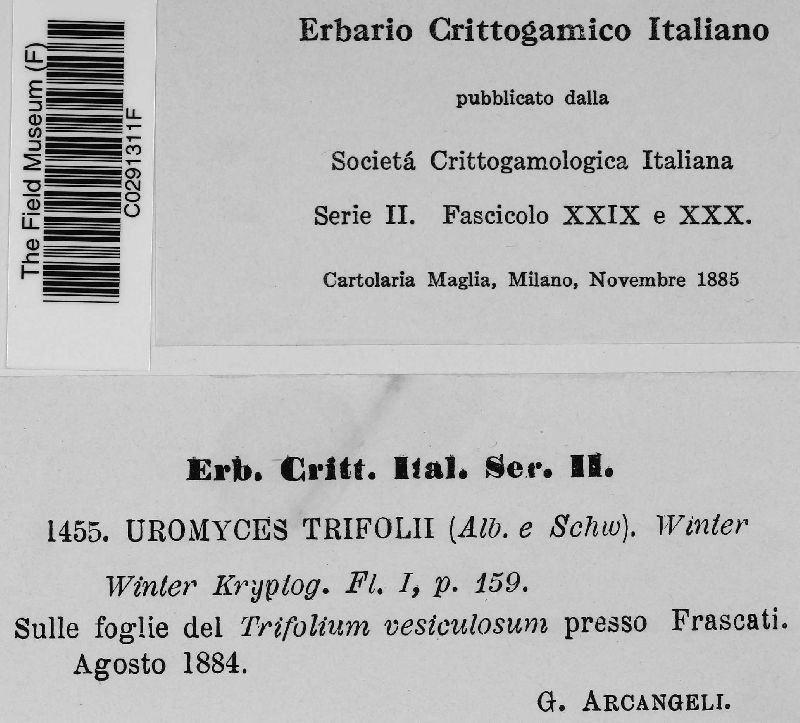 The Field Museum (F)
C0291311F
Erbario Crittogamico Italiano
pubblicato dalla
Societá Crittogamologica Italiana
Serie II. Fascicolo XXIX e XXX.
Cartolaria Maglia, Milano, Novembre 1885
Erb. Critt. Ital. Ser. II.
1455. UROMYCES TRIFOLII (Alb. e Schw). Winter
Winter Kryptog. Fl. I, p. 159.
Sulle foglie del Trifolium vesiculosum presso Frascati.
Agosto 1884.
G. ARCANGELI.